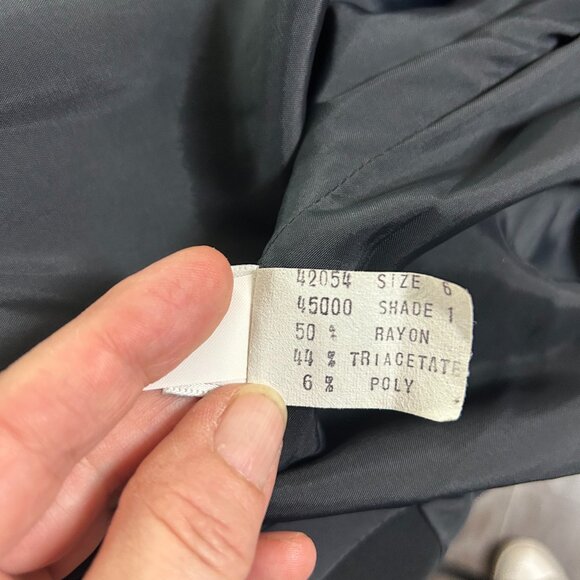 42054 SIZE 6
45000 SHADE 1
50 % RAYON
44 % TRIACETATE
6 % POLY